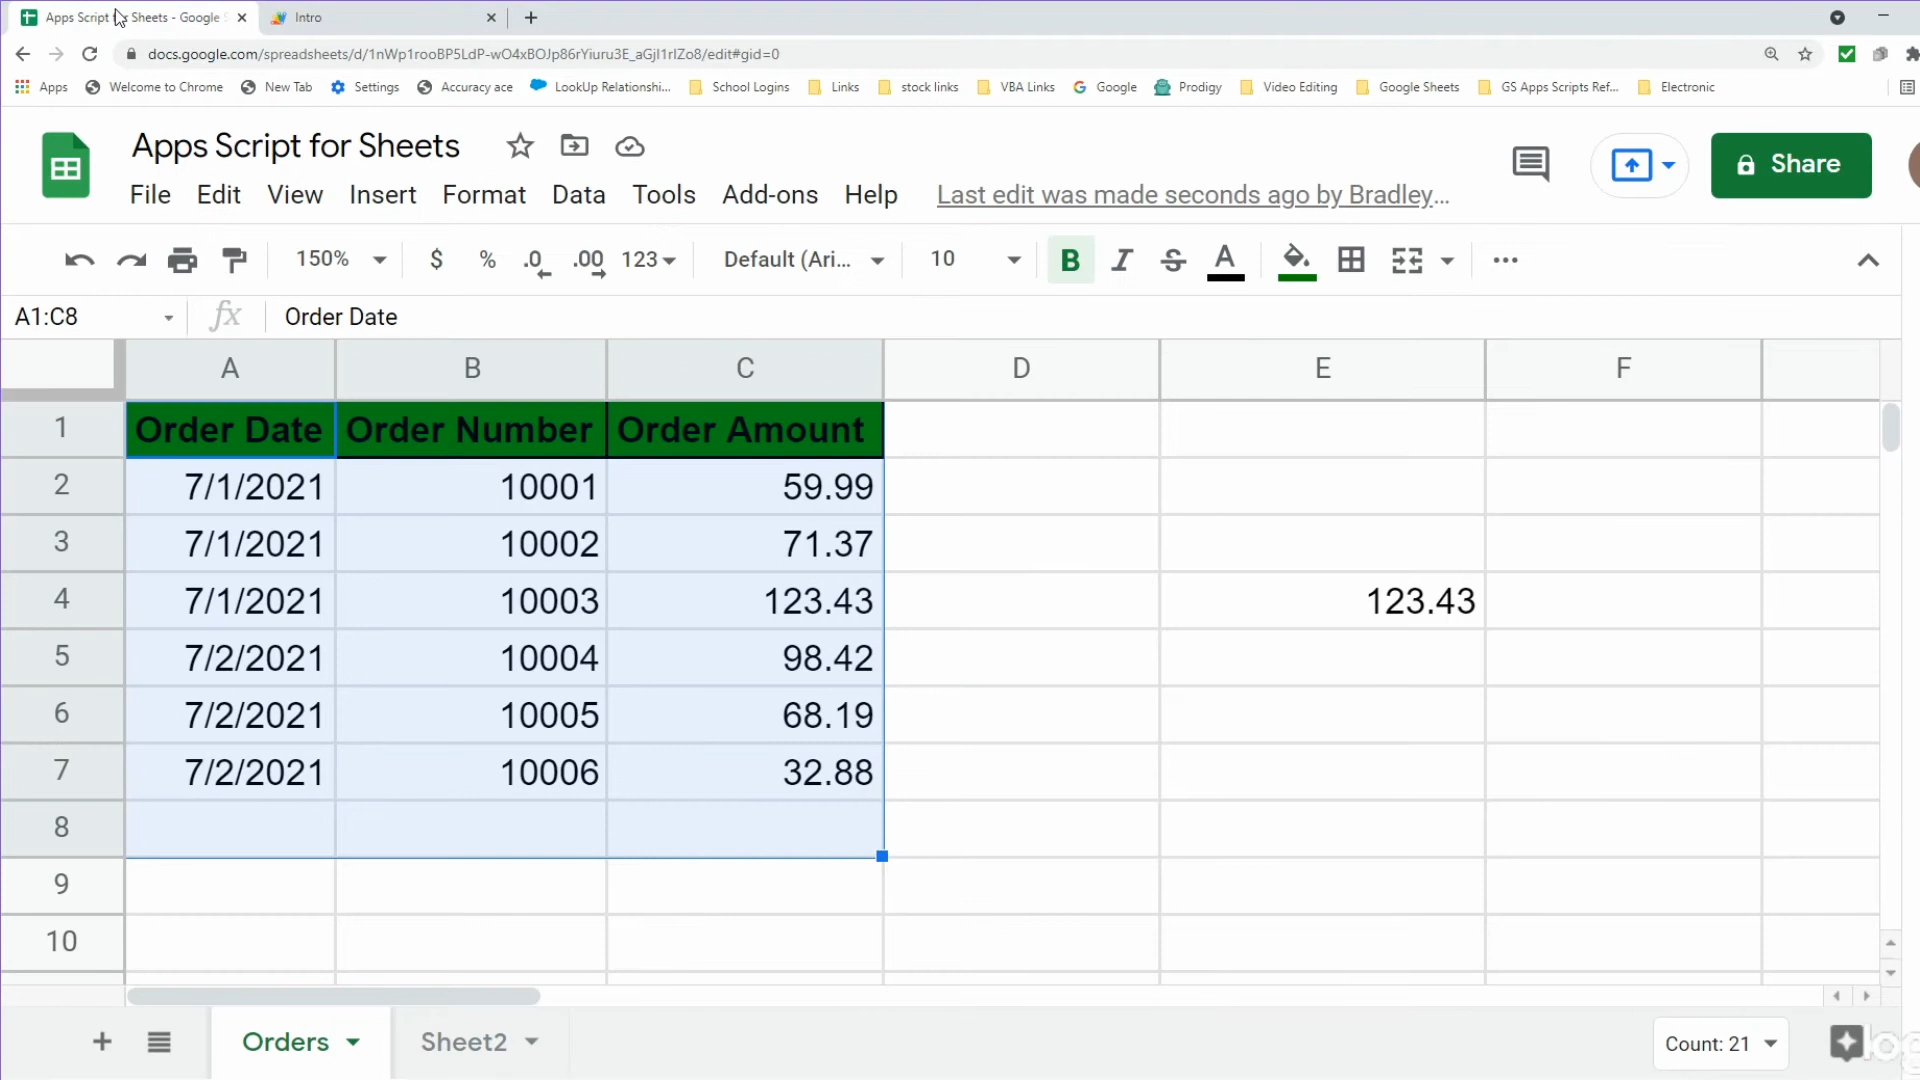 Apps Script for Sheets - Google S
Intro
docs.google.com/spreadsheets/d/1nWp1rooBP5LdP-wO4xBOJp86rYiuru3E_aGjI1rIZo8/edit#gid=0
Apps Welcome to Chrome New Tab Settings Accuracy ace LookUp Relationshi... School Logins Links stock links VBA Links Google Prodigy Video Editing Google Sheets GS Apps Scripts Ref... Electronic
Apps Script for Sheets
File Edit View Insert Format Data Tools Add-ons Help Last edit was made seconds ago by Bradley...
Share
150% $ % .0 .00 123 Default (Ari... 10 B I S A
A1:C8 fx Order Date
A B C D E F
1 Order Date Order Number Order Amount
2 7/1/2021 10001 59.99
3 7/1/2021 10002 71.37
4 7/1/2021 10003 123.43 123.43
5 7/2/2021 10004 98.42
6 7/2/2021 10005 68.19
7 7/2/2021 10006 32.88
8
9
10
Orders Sheet2 Count: 21